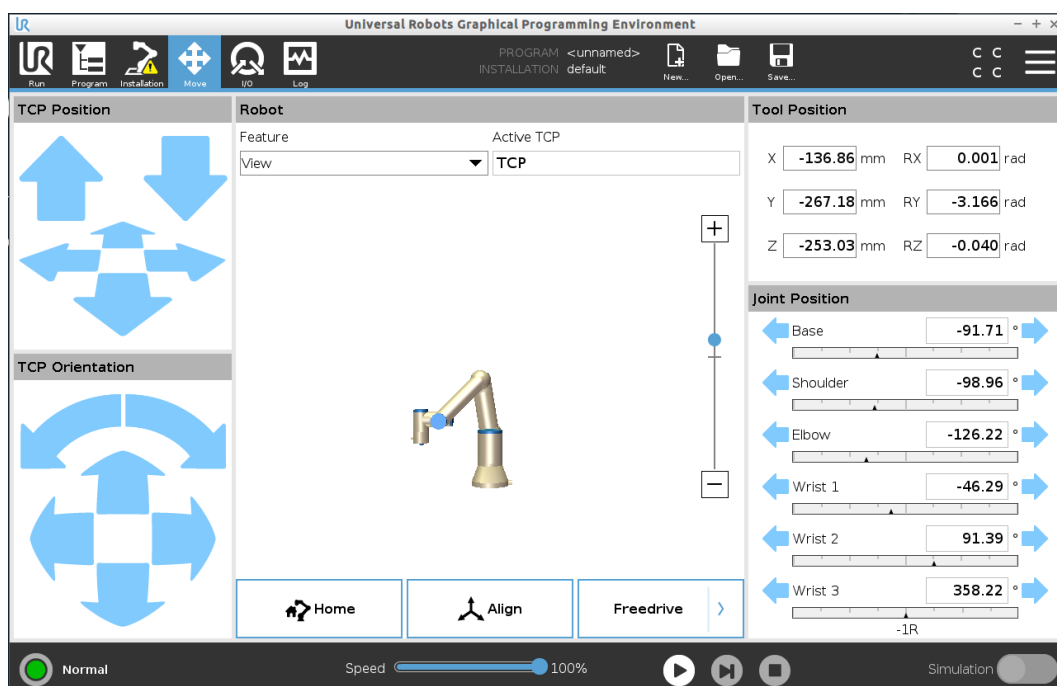 UR
Universal Robots Graphical Programming Environment
UR
Run
Program
Installation
Move
I/O
Log
PROGRAM <unnamed>
INSTALLATION default
New...
Open...
Save...
C C
C C
TCP Position
Robot
Tool Position
Feature
Active TCP
View
TCP
X -136.86 mm RX 0.001 rad
Y -267.18 mm RY -3.166 rad
Z -253.03 mm RZ -0.040 rad
Joint Position
Base -91.71 °
Shoulder -98.96 °
Elbow -126.22 °
Wrist 1 -46.29 °
Wrist 2 91.39 °
Wrist 3 358.22 °
-1R
TCP Orientation
Home
Align
Freedrive
Normal
Speed 100%
Simulation